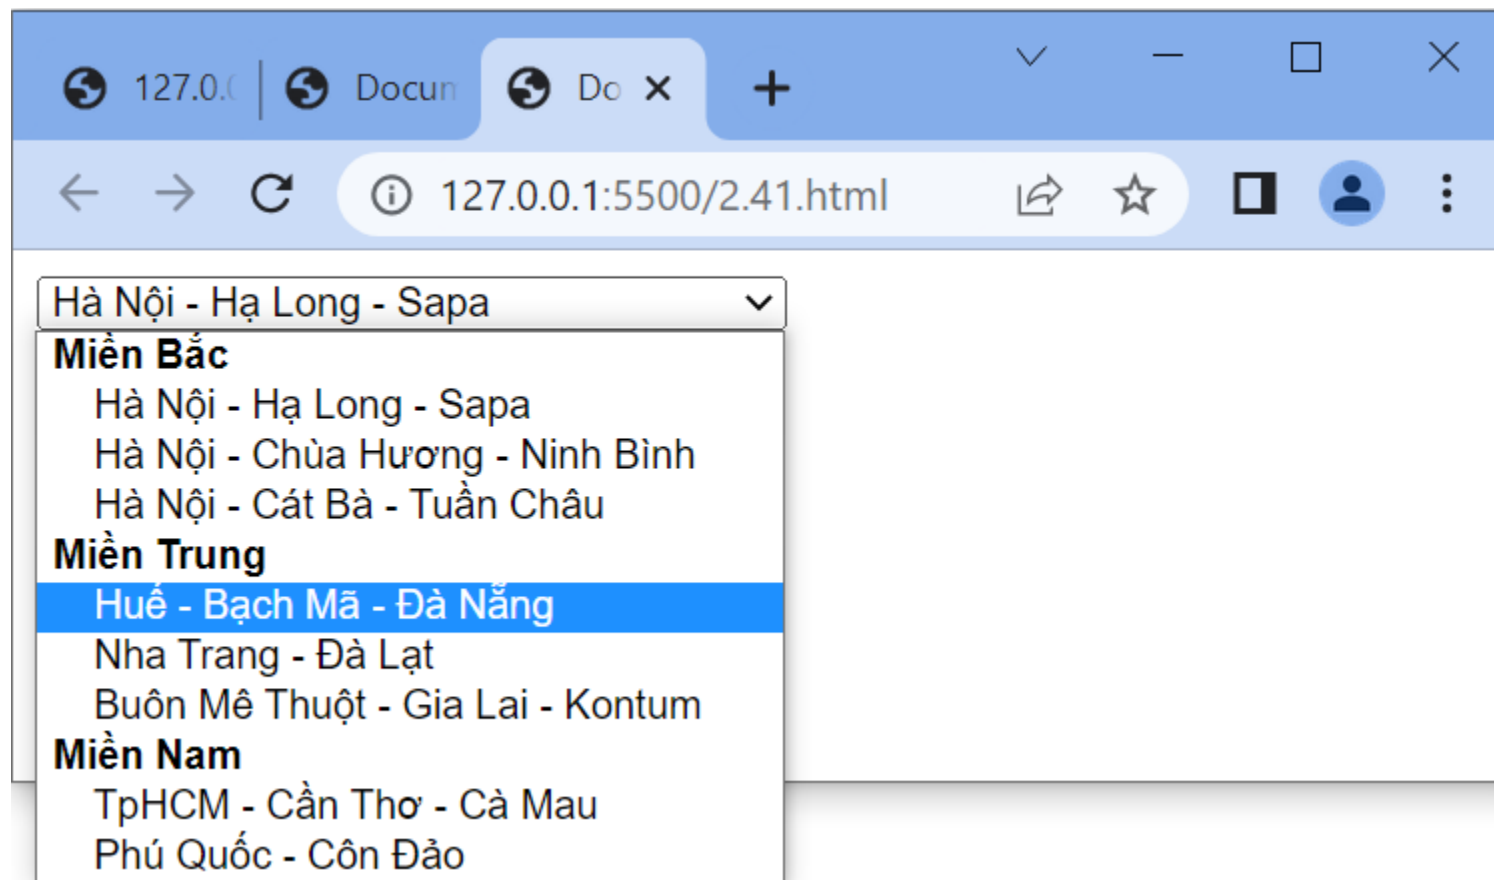 127.0.0
Docum
Do
127.0.0.1:5500/2.41.html
Hà Nội - Hạ Long - Sapa
Miền Bắc
Hà Nội - Hạ Long - Sapa
Hà Nội - Chùa Hương - Ninh Bình
Hà Nội - Cát Bà - Tuần Châu
Miền Trung
Huế - Bạch Mã - Đà Nẵng
Nha Trang - Đà Lạt
Buôn Mê Thuột - Gia Lai - Kontum
Miền Nam
TpHCM - Cần Thơ - Cà Mau
Phú Quốc - Côn Đảo